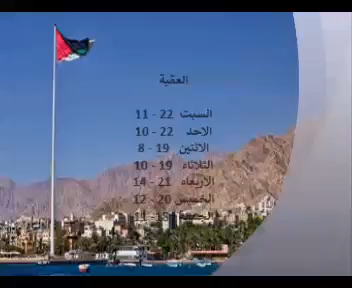 العقبة
السبت 22 - 11
الاحد 22 - 10
الاثنين 19 - 8
الثلاثاء 19 - 10
الاربعاء 21 - 14
الخميس 20 - 12